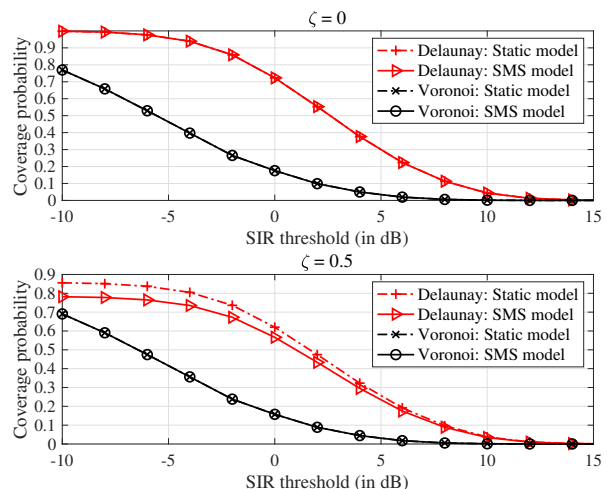 ζ = 0
Coverage probability
0.9
0.8
0.7
0.6
0.5
0.4
0.3
0.2
0.1
0
-10
-5
0
5
10
15
SIR threshold (in dB)
Delaunay: Static model
Delaunay: SMS model
Voronoi: Static model
Voronoi: SMS model
ζ = 0.5
Coverage probability
0.9
0.8
0.7
0.6
0.5
0.4
0.3
0.2
0.1
0
-10
-5
0
5
10
15
SIR threshold (in dB)
Delaunay: Static model
Delaunay: SMS model
Voronoi: Static model
Voronoi: SMS model